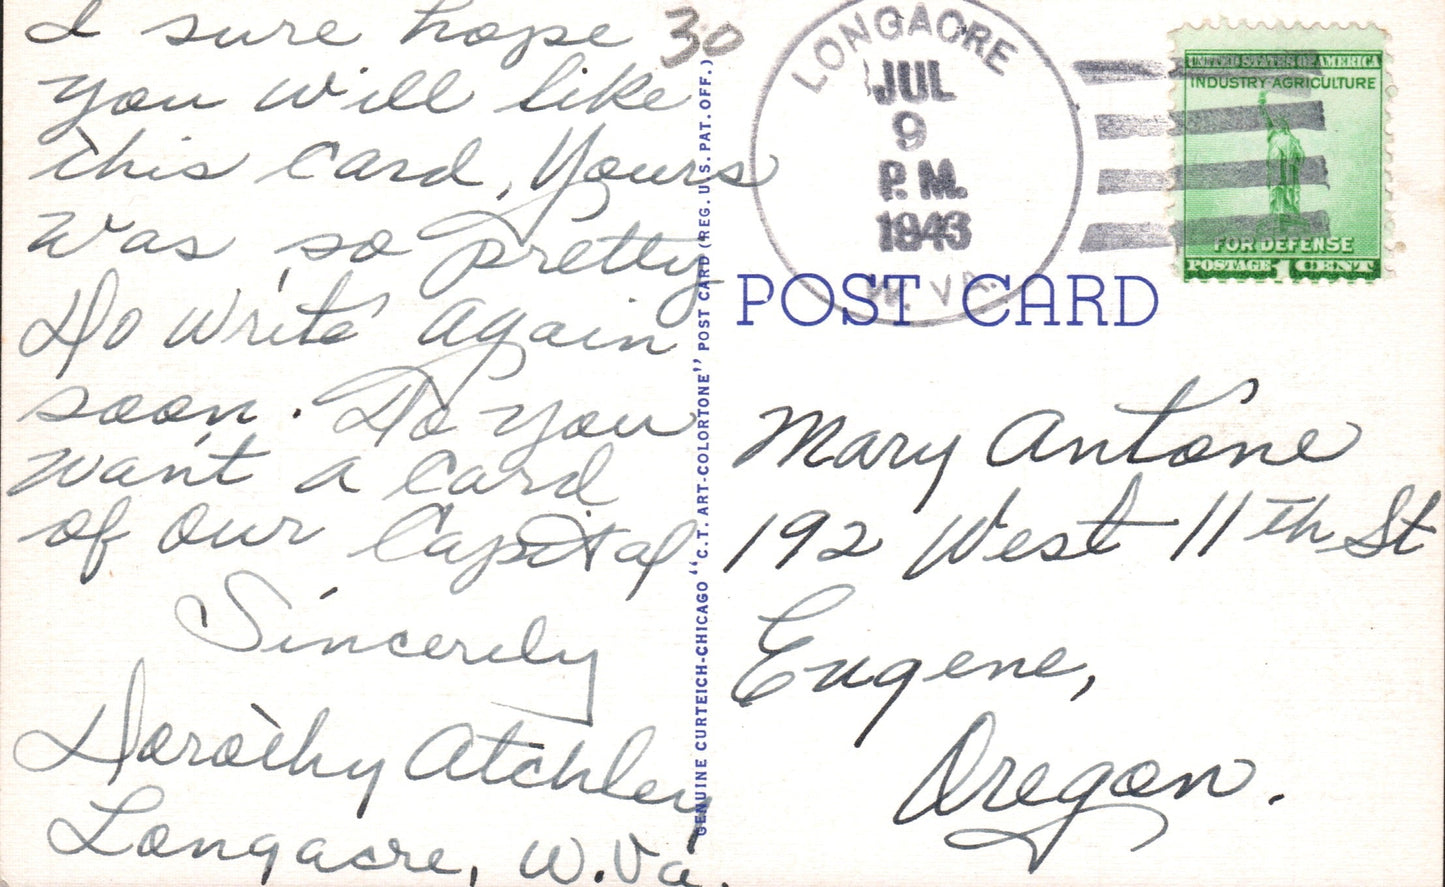 I sure hope
you will like
this card, Yours
was so pretty
Do write again
soon. Do you
want a card
of our Capital
Sincerely
Dorothy Atchley
Longacre, W.Va.
30
GENUINE CURTEICH-CHICAGO "C.T. ART-COLORTONE" POST CARD (REG. U.S. PAT. OFF.)
LONGACRE
JUL
9
P.M.
1943
W. VA.
UNITED STATES OF AMERICA
INDUSTRY AGRICULTURE
FOR DEFENSE
POSTAGE 1 CENT
POST CARD
Mary Antone
192 West 11th St
Eugene,
Oregon.